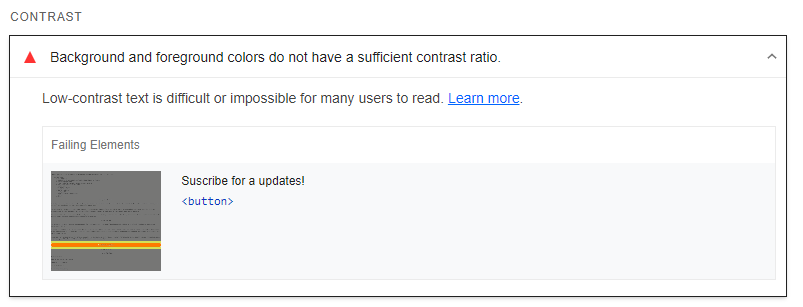 CONTRAST
Background and foreground colors do not have a sufficient contrast ratio.
Low-contrast text is difficult or impossible for many users to read. Learn more.
Failing Elements
Suscribe for a updates!
<button>